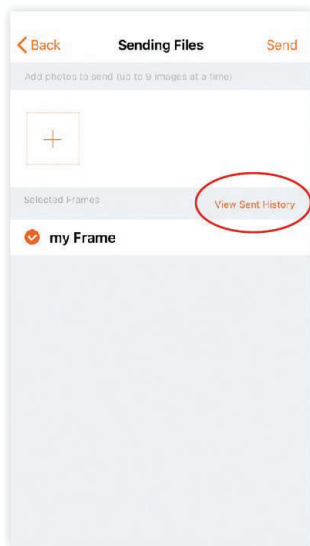 Back Sending Files Send
Add photos to send (up to 9 images at a time)
Selected Frames View Sent History
my Frame